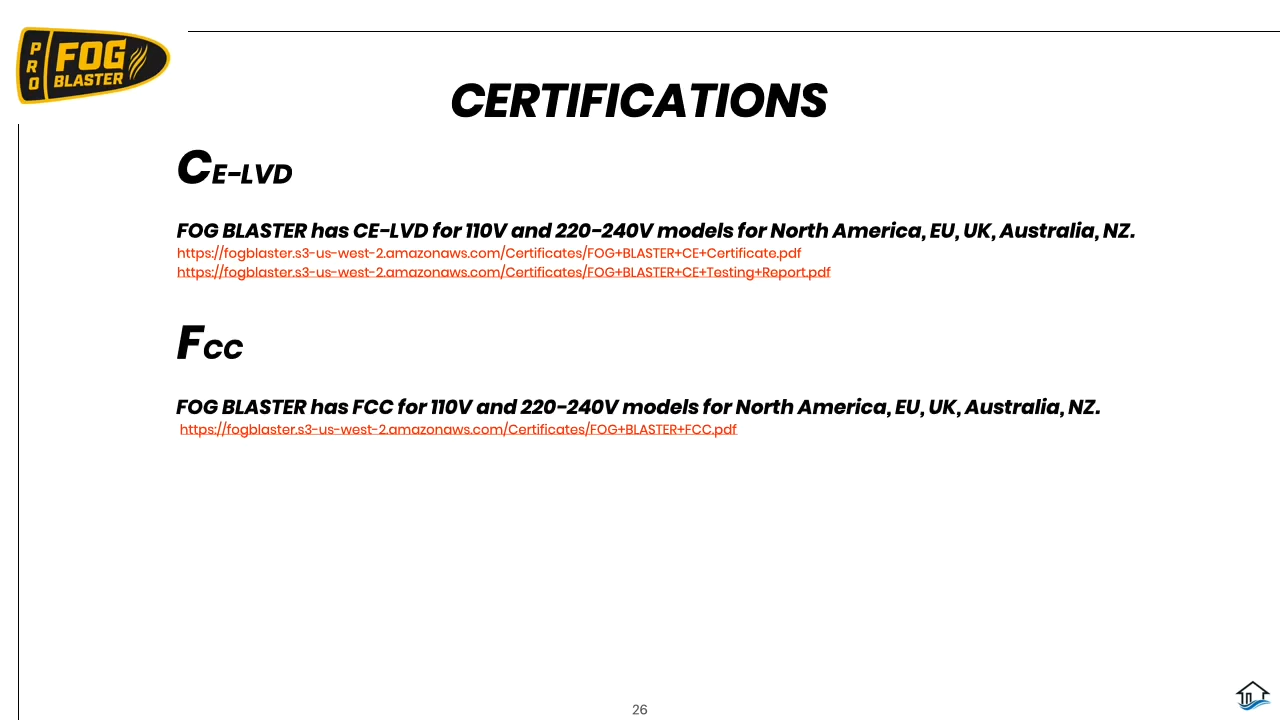 PRO FOG BLASTER
CERTIFICATIONS
CE-LVD
FOG BLASTER has CE-LVD for 110V and 220-240V models for North America, EU, UK, Australia, NZ.
https://fogblaster.s3-us-west-2.amazonaws.com/Certificates/FOG+BLASTER+CE+Certificate.pdf
https://fogblaster.s3-us-west-2.amazonaws.com/Certificates/FOG+BLASTER+CE+Testing+Report.pdf
FCC
FOG BLASTER has FCC for 110V and 220-240V models for North America, EU, UK, Australia, NZ.
https://fogblaster.s3-us-west-2.amazonaws.com/Certificates/FOG+BLASTER+FCC.pdf
26